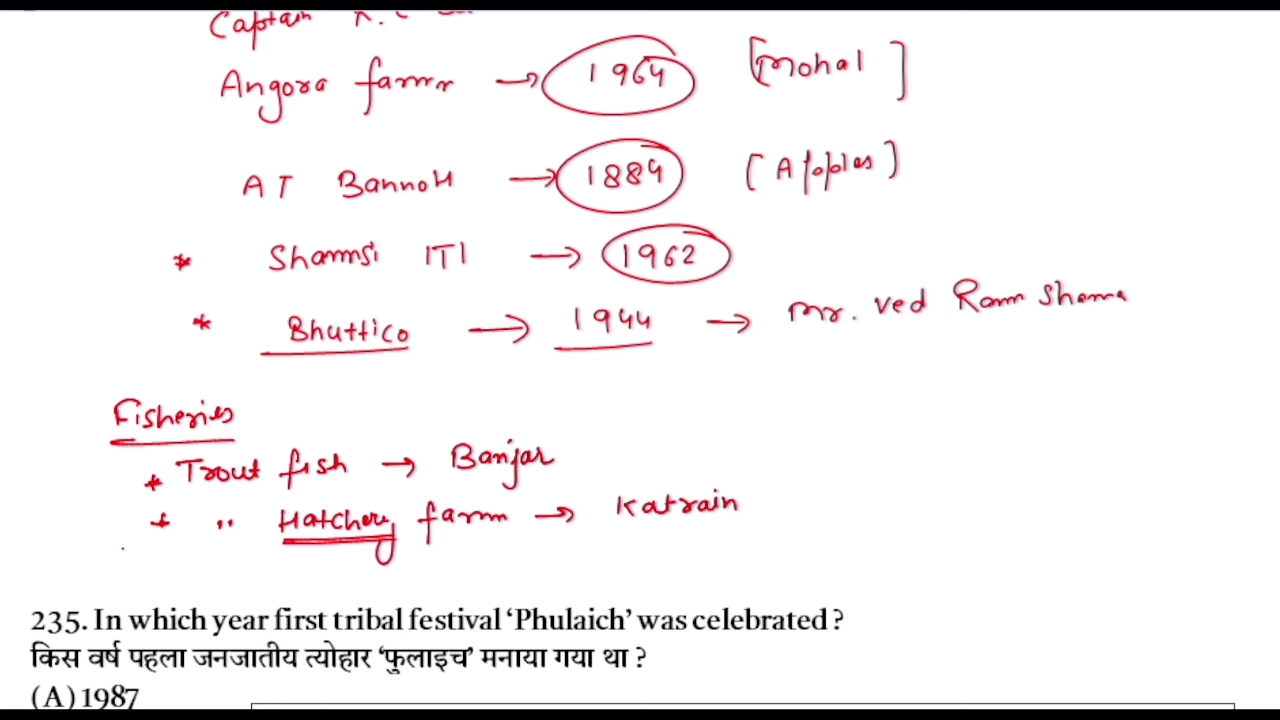 Captain R.C
Angora farm → 1964 [Mohal]
AT Bannon → 1884 [Apples]
* Shamsi ITI → 1962
* Bhuttico → 1944 → Mr. Ved Ram Sharma
Fisheries
* Trout fish → Banjar
* " Hatchery farm → Katrain
235. In which year first tribal festival ‘Phulaich’ was celebrated ?
किस वर्ष पहला जनजातीय त्योहार ‘फुलाइच’ मनाया गया था ?
(A) 1987